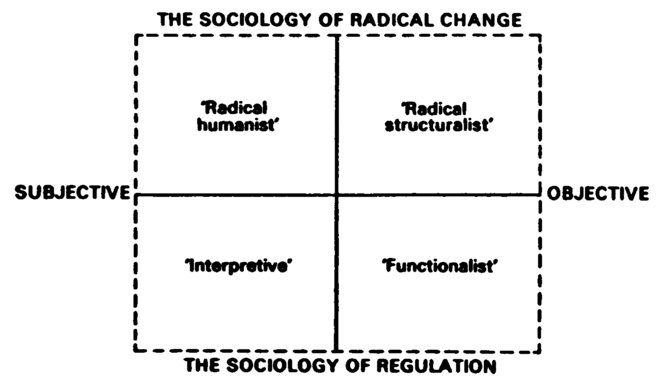 THE SOCIOLOGY OF RADICAL CHANGE
'Radical
humanist'
'Radical
structuralist'
SUBJECTIVE
OBJECTIVE
'Interpretive'
'Functionalist'
THE SOCIOLOGY OF REGULATION